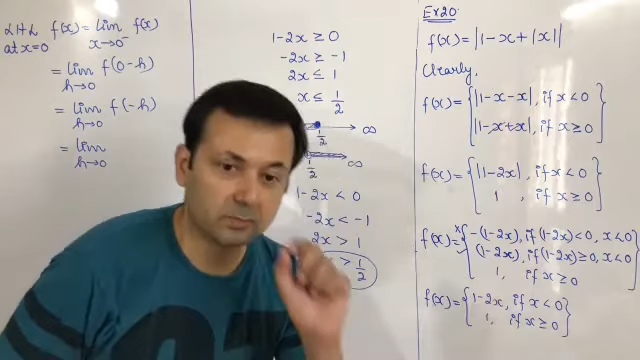 LHL f(x) = lim f(x)
at x=0 x→0⁻
= lim f(0-h)
h→0
= lim f(-h)
h→0
= lim
h→0
1-2x ≥ 0
-2x ≥ -1
2x ≤ 1
x ≤ 1/2
1/2 ∞
1/2 ∞
1-2x < 0
-2x < -1
2x > 1
> 1/2
Ex20.
f(x) = |1-x+|x||
Clearly,
f(x) = { |1-x-x|, if x<0
|1-x+x|, if x≥0 }
f(x) = { |1-2x|, if x<0
1, if x≥0 }
f(x) = { x -(1-2x), if (1-2x)<0, x<0
(1-2x), if (1-2x)≥0, x<0
1, if x≥0 }
f(x) = { 1-2x, if x<0
1, if x≥0 }